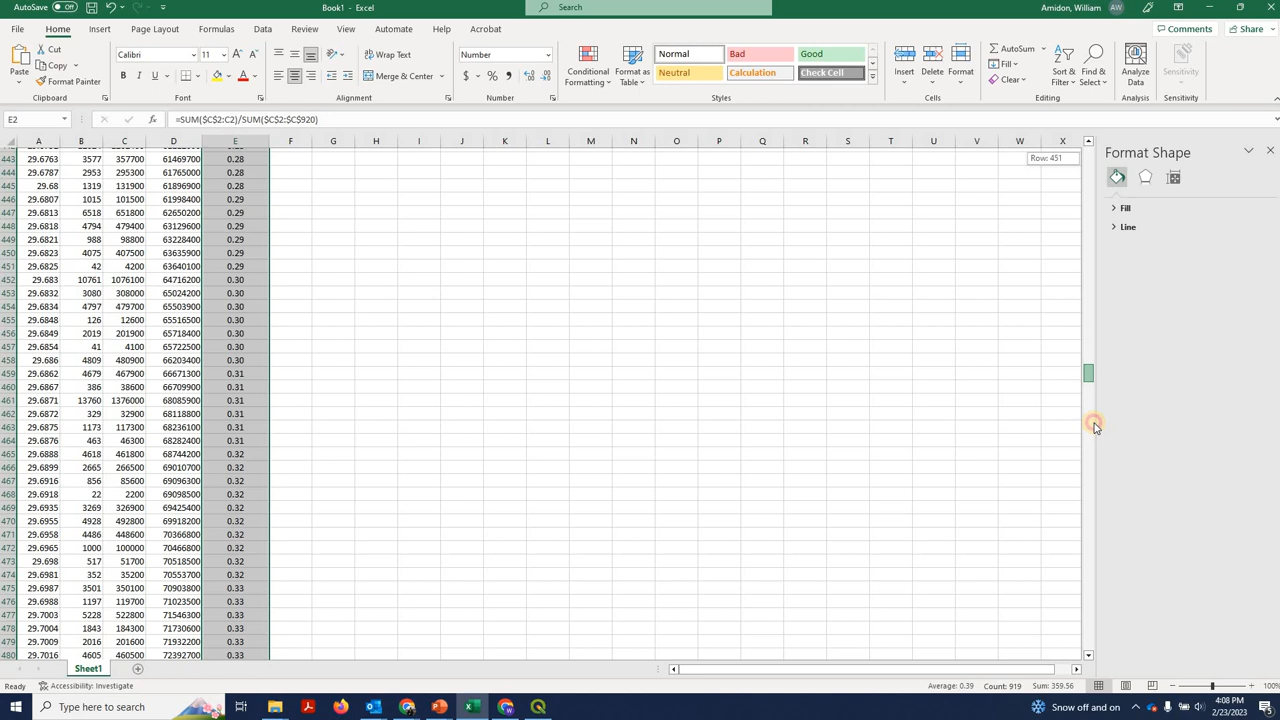 AutoSave Off Book1 - Excel Search Amidon, William AW
File Home Insert Page Layout Formulas Data Review View Automate Help Acrobat Comments Share
Paste Cut Copy Format Painter Clipboard
Calibri 11 B I U Font
Wrap Text Merge & Center Alignment
Number $ % Number
Conditional Formatting Format as Table Normal Bad Good Neutral Calculation Check Cell Styles
Insert Delete Format Cells
AutoSum Fill Clear Sort & Filter Find & Select Editing
Analyze Data Analysis Sensitivity Sensitivity
E2 fx =SUM($C$2:C2)/SUM($C$2:$C$920)
A B C D E F G H I J K L M N O P Q R S T U V W X
443 29.6763 3577 357700 61469700 0.28
444 29.6787 2953 295300 61765000 0.28
445 29.68 1319 131900 61896900 0.28
446 29.6807 1015 101500 61998400 0.29
447 29.6813 6518 651800 62650200 0.29
448 29.6818 4794 479400 63129600 0.29
449 29.6821 988 98800 63228400 0.29
450 29.6823 4075 407500 63635900 0.29
451 29.6825 42 4200 63640100 0.29
452 29.683 10761 1076100 64716200 0.30
453 29.6832 3080 308000 65024200 0.30
454 29.6834 4797 479700 65503900 0.30
455 29.6848 126 12600 65516500 0.30
456 29.6849 2019 201900 65718400 0.30
457 29.6854 41 4100 65722500 0.30
458 29.686 4809 480900 66203400 0.30
459 29.6862 4679 467900 66671300 0.31
460 29.6867 386 38600 66709900 0.31
461 29.6871 13760 1376000 68085900 0.31
462 29.6872 329 32900 68118800 0.31
463 29.6875 1173 117300 68236100 0.31
464 29.6876 463 46300 68282400 0.31
465 29.6888 4618 461800 68744200 0.32
466 29.6899 2665 266500 69010700 0.32
467 29.6916 856 85600 69096300 0.32
468 29.6918 22 2200 69098500 0.32
469 29.6935 3269 326900 69425400 0.32
470 29.6955 4928 492800 69918200 0.32
471 29.6958 4486 448600 70366800 0.32
472 29.6965 1000 100000 70466800 0.32
473 29.698 517 51700 70518500 0.32
474 29.6981 352 35200 70553700 0.32
475 29.6987 3501 350100 70903800 0.33
476 29.6988 1197 119700 71023500 0.33
477 29.7003 5228 522800 71546300 0.33
478 29.7004 1843 184300 71730600 0.33
479 29.7009 2016 201600 71932200 0.33
480 29.7016 4605 460500 72392700 0.33
Row: 451
Format Shape
Fill
Line
Sheet1
Ready Accessibility: Investigate Average: 0.39 Count: 919 Sum: 359.56 100%
Type here to search Snow off and on 4:08 PM
2/23/2023